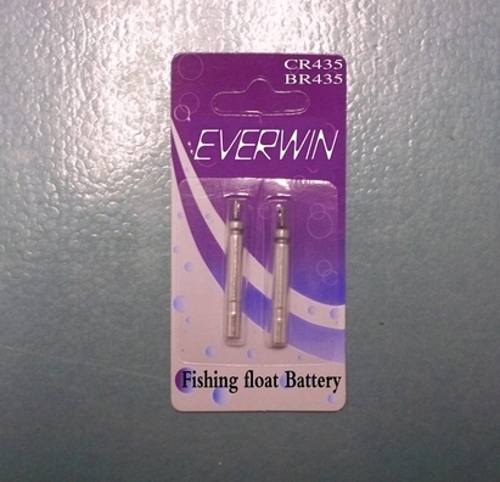 CR435
BR435
EVERWIN
Fishing float Battery